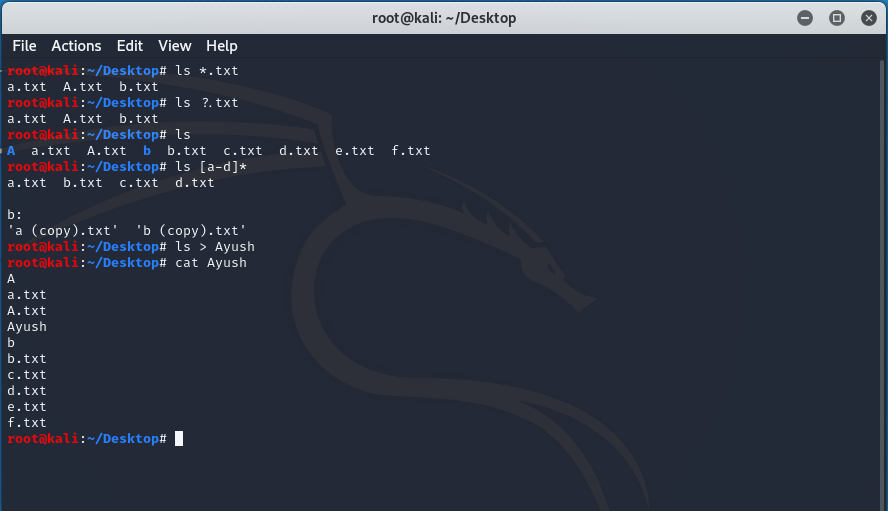 root@kali: ~/Desktop
File Actions Edit View Help
root@kali:~/Desktop# ls *.txt
a.txt  A.txt  b.txt
root@kali:~/Desktop# ls ?.txt
a.txt  A.txt  b.txt
root@kali:~/Desktop# ls
A  a.txt  A.txt  b  b.txt  c.txt  d.txt  e.txt  f.txt
root@kali:~/Desktop# ls [a-d]*
a.txt  b.txt  c.txt  d.txt
b:
'a (copy).txt'  'b (copy).txt'
root@kali:~/Desktop# ls > Ayush
root@kali:~/Desktop# cat Ayush
A
a.txt
A.txt
Ayush
b
b.txt
c.txt
d.txt
e.txt
f.txt
root@kali:~/Desktop#